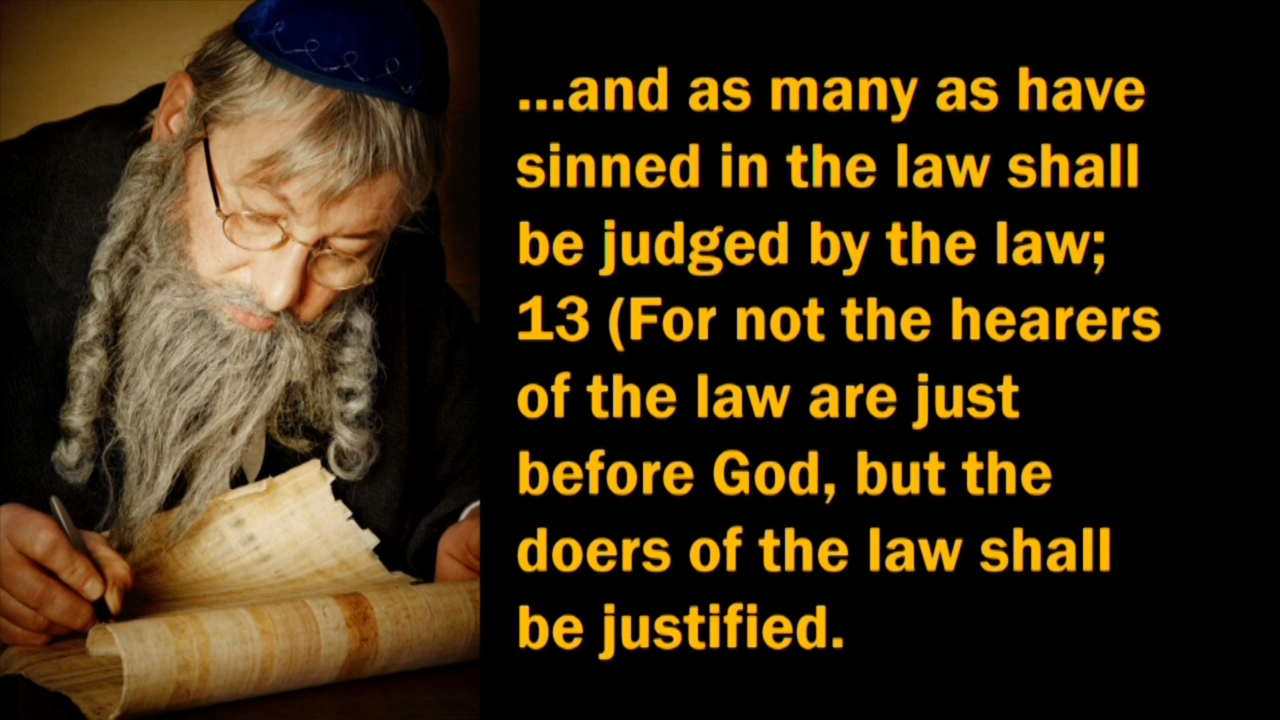 ...and as many as have
sinned in the law shall
be judged by the law;
13 (For not the hearers
of the law are just
before God, but the
doers of the law shall
be justified.